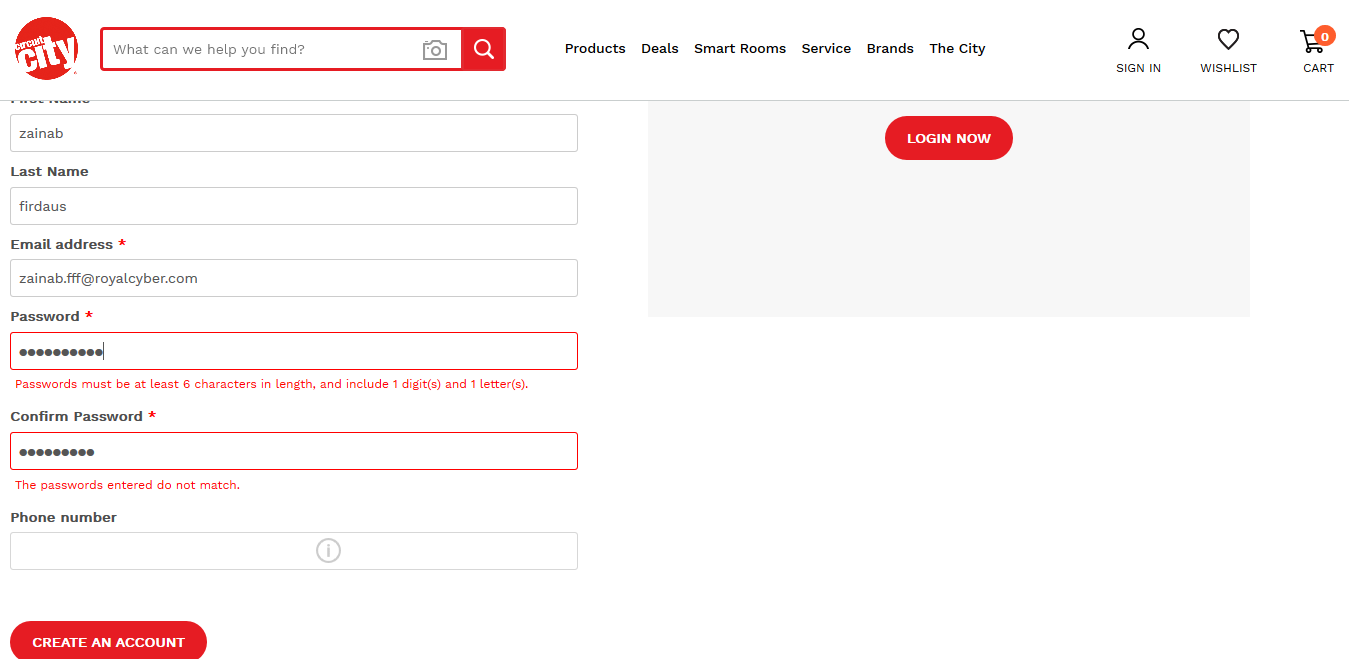 circuit
city
What can we help you find?
Products Deals Smart Rooms Service Brands The City
SIGN IN
WISHLIST
0
CART
First Name
zainab
Last Name
firdaus
Email address *
zainab.fff@royalcyber.com
Password *
●●●●●●●●●●
Passwords must be at least 6 characters in length, and include 1 digit(s) and 1 letter(s).
Confirm Password *
●●●●●●●●●
The passwords entered do not match.
Phone number
i
CREATE AN ACCOUNT
LOGIN NOW